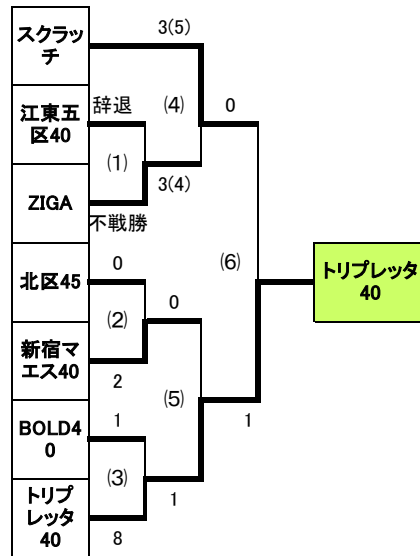 スクラッ
チ
3(5)
江東五
区40
辞退
(4)
0
(1)
ZIGA
3(4)
不戦勝
北区45
0
(6)
トリプレッタ
40
(2)
0
新宿マ
エス40
2
(5)
BOLD4
0
1
1
(3)
1
トリプ
レッタ
40
8